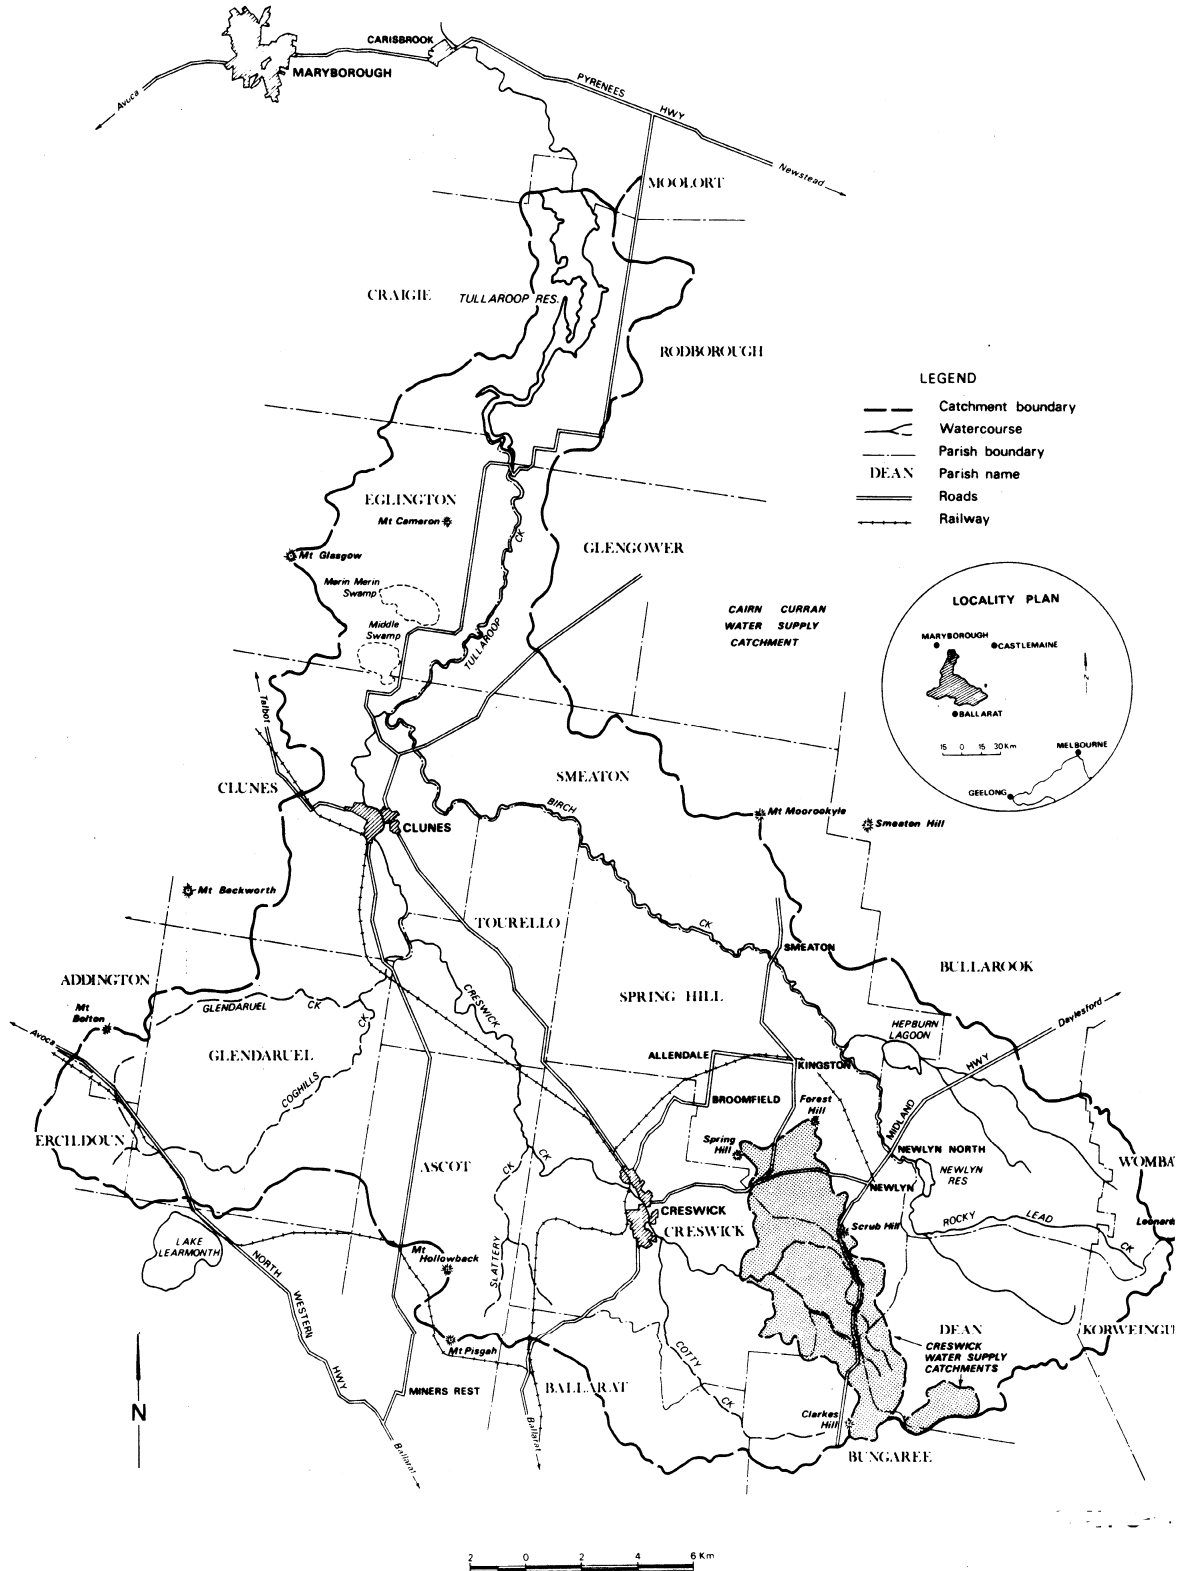 CARISBROOK
MARYBOROUGH
Avoca
PYRENEES
HWY
Newstead
MOOLORT
CRAIGIE
TULLAROOP RES.
RODBOROUGH
LEGEND
Catchment boundary
Watercourse
Parish boundary
DEAN Parish name
Roads
Railway
EGLINGTON
Mt Cameron
CK
GLENGOWER
Mt Glasgow
Merin Merin
Swamp
Middle
Swamp
TULLAROOP
CAIRN CURRAN
WATER SUPPLY
CATCHMENT
LOCALITY PLAN
MARYBOROUGH
CASTLEMAINE
N
BALLARAT
15 0 15 30Km
MELBOURNE
GEELONG
Talbot
CLUNES
SMEATON
BIRCH
Mt Moorookyle
Smeaton Hill
CLUNES
Mt Beckworth
TOURELLO
CK
SMEATON
BULLAROOK
ADDINGTON
Mt
Bolton
GLENDARUEL
CK
CK
CRESWICK
SPRING HILL
HEPBURN
LAGOON
Daylesford
HWY
Avoca
GLENDARUEL
ALLENDALE
KINGSTON
COGHILLS
BROOMFIELD
Forest
Hill
MIDLAND
ERCILDOUN
Spring
Hill
NEWLYN NORTH
NEWLYN
RES
WOMBA
ASCOT
CK
CK
NEWLYN
CRESWICK
CRESWICK
ROCKY LEAD
CK
Leonards
Scrub Hill
LAKE
LEARMONTH
NORTH
WESTERN
HWY
Mt
Hollowback
SLATTERY
DEAN
KORWEINGU
CRESWICK
WATER SUPPLY
CATCHMENTS
Mt Pisgah
COTTY
CK
MINERS REST
BALLARAT
Clarkes
Hill
BUNGAREE
N
Ballarat
Ballarat
2 0 2 4 6 Km